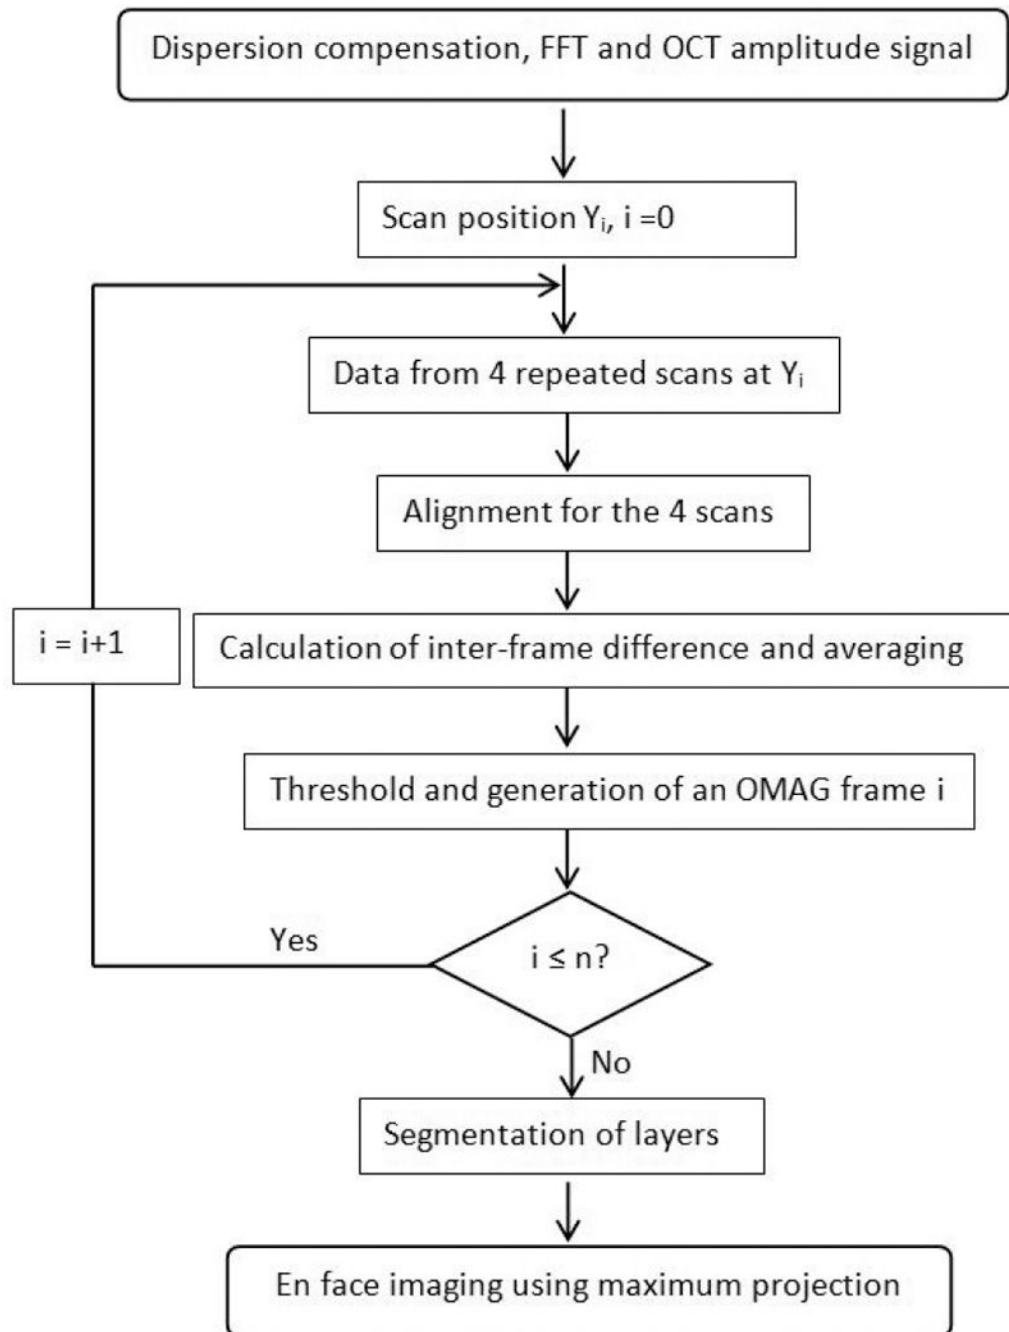 Dispersion compensation, FFT and OCT amplitude signal
Scan position Yᵢ, i =0
Data from 4 repeated scans at Yᵢ
Alignment for the 4 scans
i = i+1
Calculation of inter-frame difference and averaging
Threshold and generation of an OMAG frame i
Yes
i ≤ n?
No
Segmentation of layers
En face imaging using maximum projection